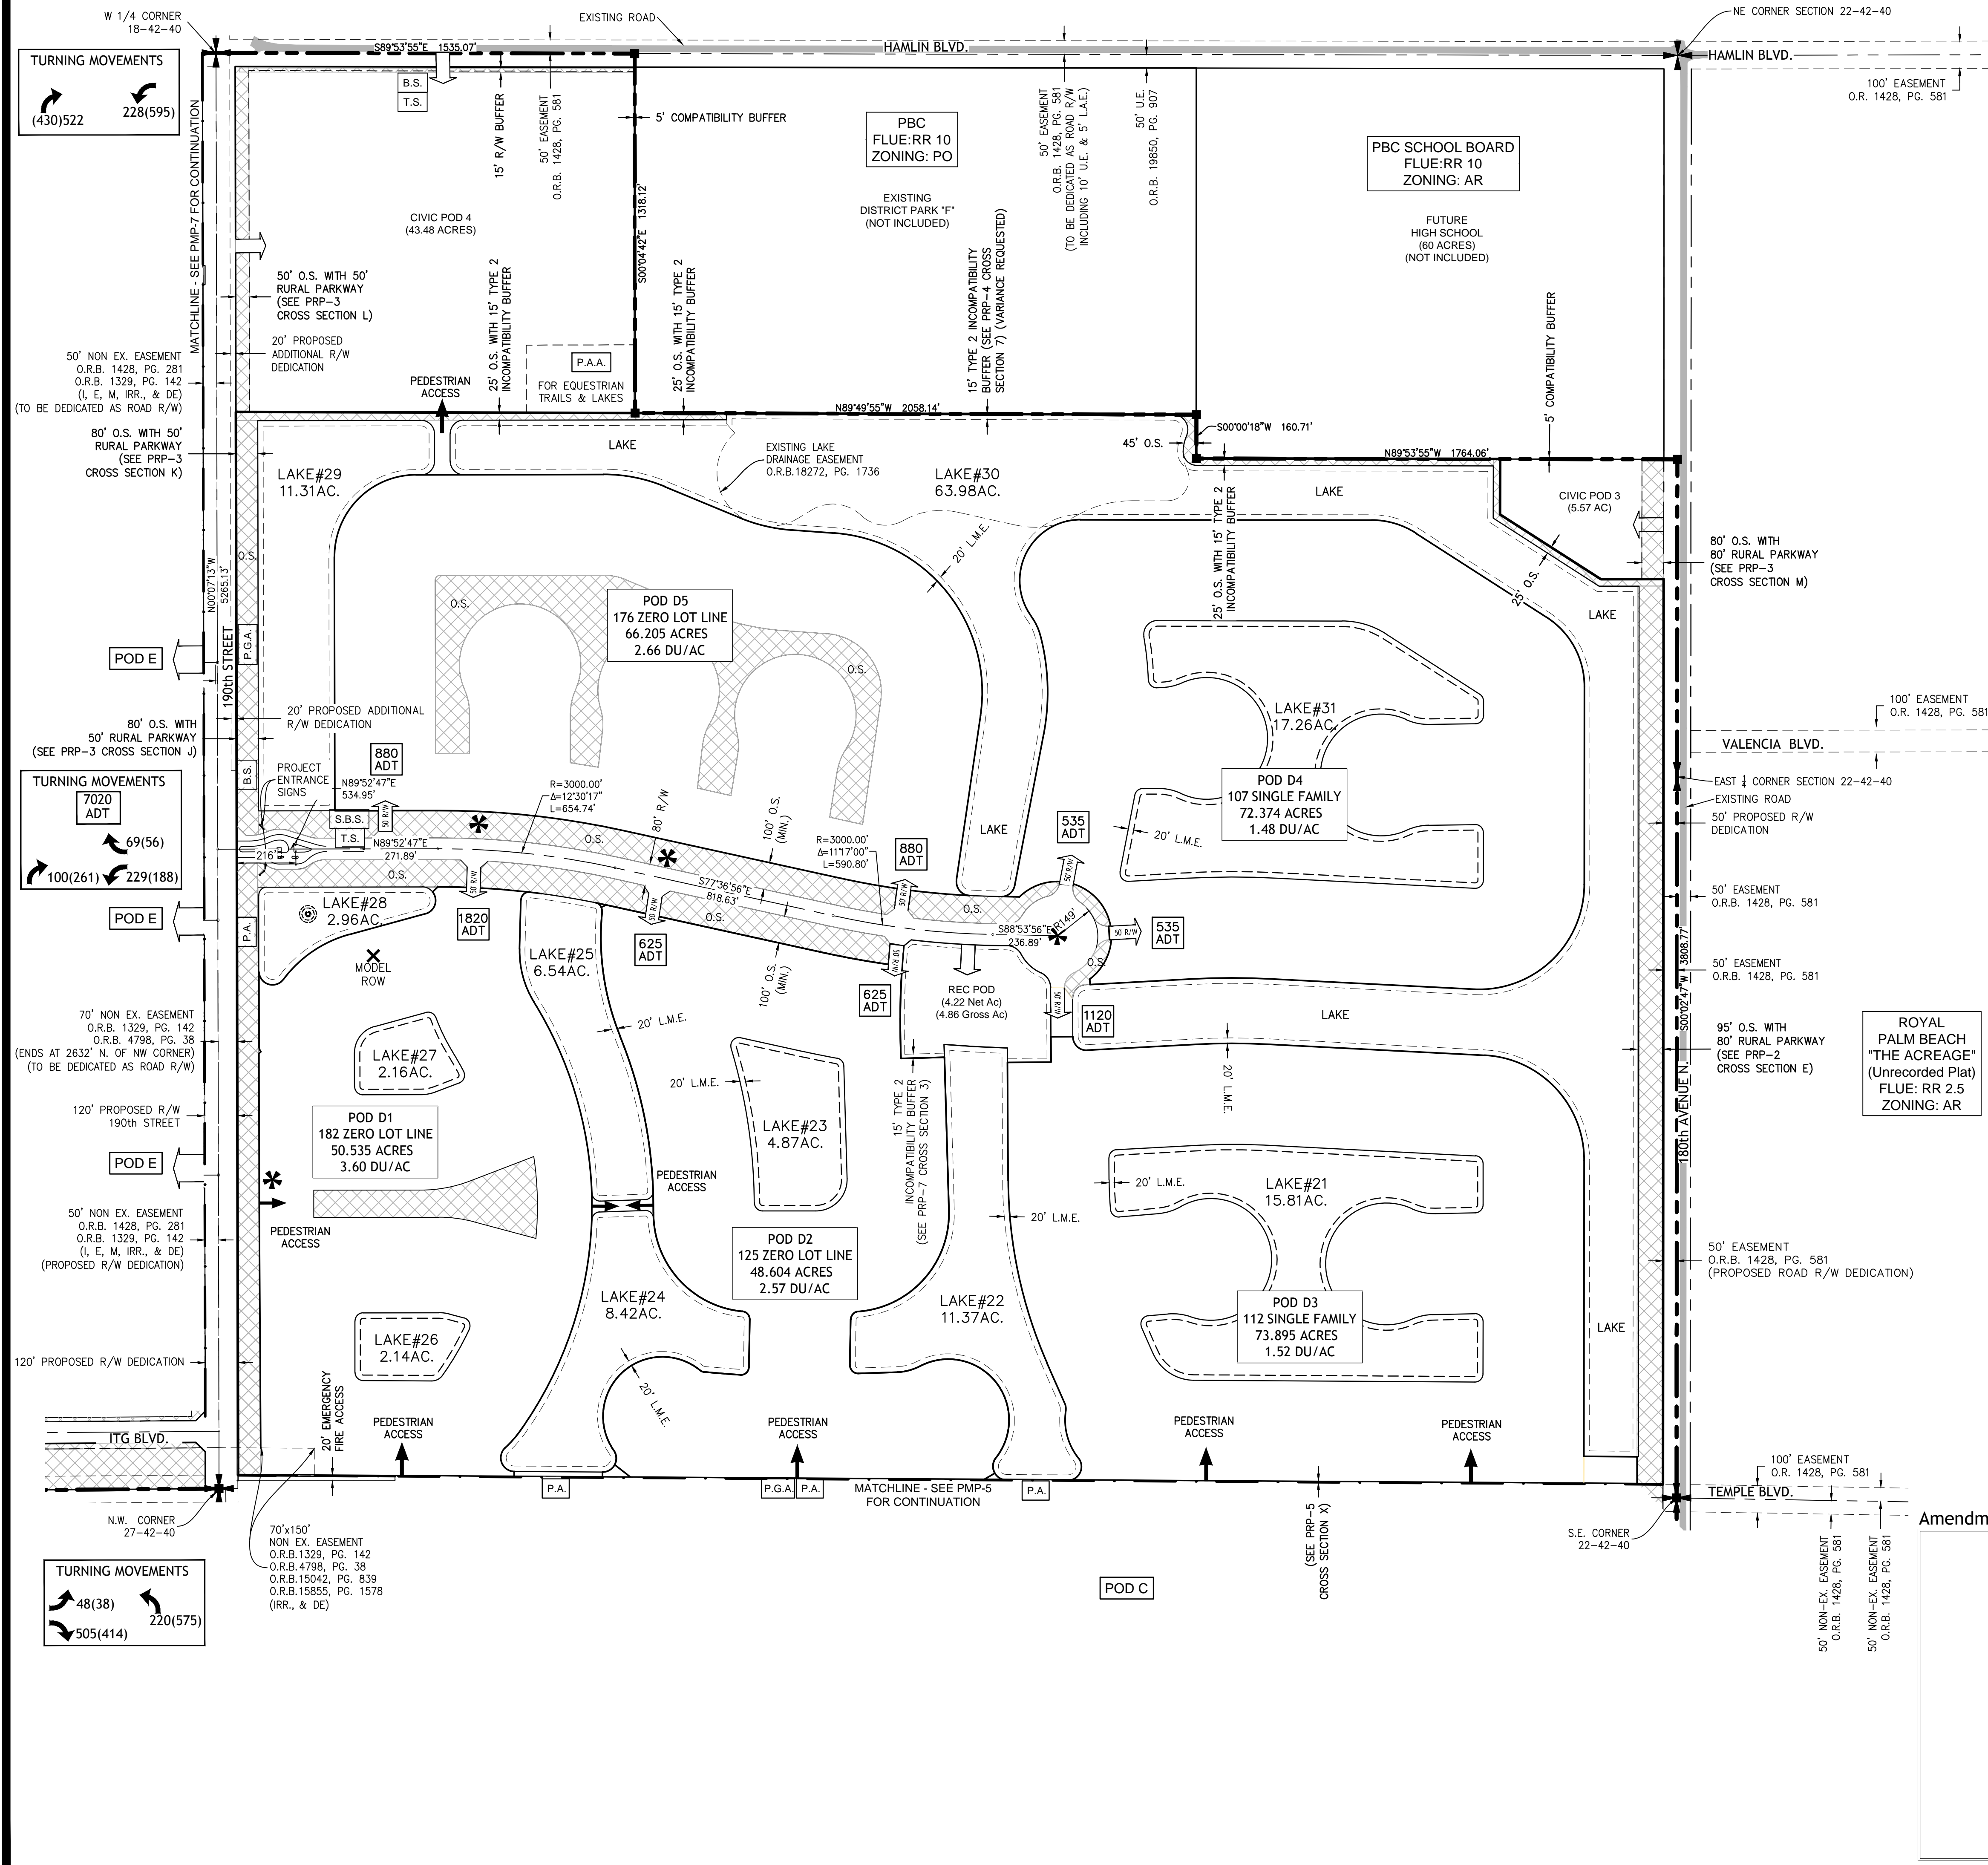 W 1/4 CORNER
18-42-40
EXISTING ROAD
NE CORNER SECTION 22-42-40
S89°53'55"E 1535.07'
HAMLIN BLVD.
HAMLIN BLVD.
100' EASEMENT
O.R. 1428, PG. 581
TURNING MOVEMENTS
(430)522
228(595)
MATCHLINE - SEE PMP-7 FOR CONTINUATION
B.S.
T.S.
15' R/W BUFFER
50' EASEMENT
O.R.B. 1428, PG. 581
5' COMPATIBILITY BUFFER
S00°04'42"E 1318.12'
CIVIC POD 4
(43.48 ACRES)
PBC
FLUE:RR 10
ZONING: PO
EXISTING
DISTRICT PARK "F"
(NOT INCLUDED)
50' EASEMENT
O.R.B. 1428, PG. 581
(TO BE DEDICATED AS ROAD R/W
INCLUDING 10' U.E. & 5' L.A.E.)
50' U.E.
O.R.B. 19850, PG. 907
PBC SCHOOL BOARD
FLUE:RR 10
ZONING: AR
FUTURE
HIGH SCHOOL
(60 ACRES)
(NOT INCLUDED)
50' O.S. WITH 50'
RURAL PARKWAY
(SEE PRP-3
CROSS SECTION L)
20' PROPOSED
ADDITIONAL R/W
DEDICATION
50' NON EX. EASEMENT
O.R.B. 1428, PG. 281
O.R.B. 1329, PG. 142
(I, E, M, IRR., & DE)
(TO BE DEDICATED AS ROAD R/W)
80' O.S. WITH 50'
RURAL PARKWAY
(SEE PRP-3
CROSS SECTION K)
PEDESTRIAN
ACCESS
25' O.S. WITH 15' TYPE 2
INCOMPATIBILITY BUFFER
P.A.A.
FOR EQUESTRIAN
TRAILS & LAKES
25' O.S. WITH 15' TYPE 2
INCOMPATIBILITY BUFFER
15' TYPE 2 INCOMPATIBILITY
BUFFER (SEE PRP-4 CROSS
SECTION 7) (VARIANCE REQUESTED)
5' COMPATIBILITY BUFFER
N89°49'55"W 2058.14'
S00°00'18"W 160.71'
45' O.S.
N89°53'55"W 1764.06'
LAKE
EXISTING LAKE
DRAINAGE EASEMENT
O.R.B.18272, PG. 1736
LAKE#29
11.31AC.
LAKE#30
63.98AC.
LAKE
CIVIC POD 3
(5.57 AC)
25' O.S. WITH 15' TYPE 2
INCOMPATIBILITY BUFFER
80' O.S. WITH
80' RURAL PARKWAY
(SEE PRP-3
CROSS SECTION M)
O.S.
N00°07'13"W
5265.13'
20' L.M.E.
25' O.S.
LAKE
O.S.
POD D5
176 ZERO LOT LINE
66.205 ACRES
2.66 DU/AC
O.S.
P.G.A.
190th STREET
POD E
100' EASEMENT
O.R. 1428, PG. 581
LAKE#31
17.26AC.
20' PROPOSED ADDITIONAL
R/W DEDICATION
80' O.S. WITH
50' RURAL PARKWAY
(SEE PRP-3 CROSS SECTION J)
VALENCIA BLVD.
880
ADT
B.S.
PROJECT
ENTRANCE
SIGNS
N89°52'47"E
534.95'
R=3000.00'
Δ=12°30'17"
L=654.74'
EAST 1/4 CORNER SECTION 22-42-40
EXISTING ROAD
50' PROPOSED R/W
DEDICATION
POD D4
107 SINGLE FAMILY
72.374 ACRES
1.48 DU/AC
TURNING MOVEMENTS
7020
ADT
69(56)
100(261)
229(188)
S.B.S.
T.S.
50' R/W
80' R/W
100' O.S.
(MIN.)
R=3000.00'
Δ=11°17'00"
L=590.80'
LAKE
535
ADT
20' L.M.E.
O.S.
N89°52'47"E
271.89'
216'
880
ADT
50' R/W
O.S.
50' R/W
S77°36'56"E
818.63'
50' R/W
50' EASEMENT
O.R.B. 1428, PG. 581
LAKE#28
2.96AC.
O.S.
O.S.
R149'
POD E
P.A.
1820
ADT
50' R/W
625
ADT
S88°53'56"E
236.89'
50' R/W
535
ADT
LAKE#25
6.54AC.
MODEL
ROW
100' O.S.
(MIN.)
50' R/W
O.S.
50' EASEMENT
O.R.B. 1428, PG. 581
S00°02'47"W 3808.77'
REC POD
(4.22 Net Ac)
(4.86 Gross Ac)
625
ADT
50' R/W
1120
ADT
LAKE
70' NON EX. EASEMENT
O.R.B. 1329, PG. 142
O.R.B. 4798, PG. 38
(ENDS AT 2632' N. OF NW CORNER)
(TO BE DEDICATED AS ROAD R/W)
20' L.M.E.
95' O.S. WITH
80' RURAL PARKWAY
(SEE PRP-2
CROSS SECTION E)
ROYAL
PALM BEACH
"THE ACREAGE"
(Unrecorded Plat)
FLUE: RR 2.5
ZONING: AR
LAKE#27
2.16AC.
20' L.M.E.
20' L.M.E.
15' TYPE 2
INCOMPATIBILITY BUFFER
(SEE PRP-7 CROSS SECTION 3)
180th AVENUE N.
120' PROPOSED R/W
190th STREET
POD D1
182 ZERO LOT LINE
50.535 ACRES
3.60 DU/AC
LAKE#23
4.87AC.
POD E
PEDESTRIAN
ACCESS
20' L.M.E.
LAKE#21
15.81AC.
50' NON EX. EASEMENT
O.R.B. 1428, PG. 281
O.R.B. 1329, PG. 142
(I, E, M, IRR., & DE)
(PROPOSED R/W DEDICATION)
PEDESTRIAN
ACCESS
20' L.M.E.
POD D2
125 ZERO LOT LINE
48.604 ACRES
2.57 DU/AC
50' EASEMENT
O.R.B. 1428, PG. 581
(PROPOSED ROAD R/W DEDICATION)
LAKE#24
8.42AC.
LAKE#22
11.37AC.
POD D3
112 SINGLE FAMILY
73.895 ACRES
1.52 DU/AC
LAKE
LAKE#26
2.14AC.
120' PROPOSED R/W DEDICATION
20' L.M.E.
20' EMERGENCY
FIRE ACCESS
PEDESTRIAN
ACCESS
PEDESTRIAN
ACCESS
PEDESTRIAN
ACCESS
PEDESTRIAN
ACCESS
ITG BLVD.
100' EASEMENT
O.R. 1428, PG. 581
P.A.
P.G.A.
P.A.
MATCHLINE - SEE PMP-5
FOR CONTINUATION
P.A.
TEMPLE BLVD.
N.W. CORNER
27-42-40
70'x150'
NON EX. EASEMENT
O.R.B.1329, PG. 142
O.R.B.4798, PG. 38
O.R.B.15042, PG. 839
O.R.B.15855, PG. 1578
(IRR., & DE)
(SEE PRP-5
CROSS SECTION X)
S.E. CORNER
22-42-40
Amendm
50' NON-EX. EASEMENT
O.R.B. 1428, PG. 581
50' NON-EX. EASEMENT
O.R.B. 1428, PG. 581
TURNING MOVEMENTS
48(38)
220(575)
505(414)
POD C